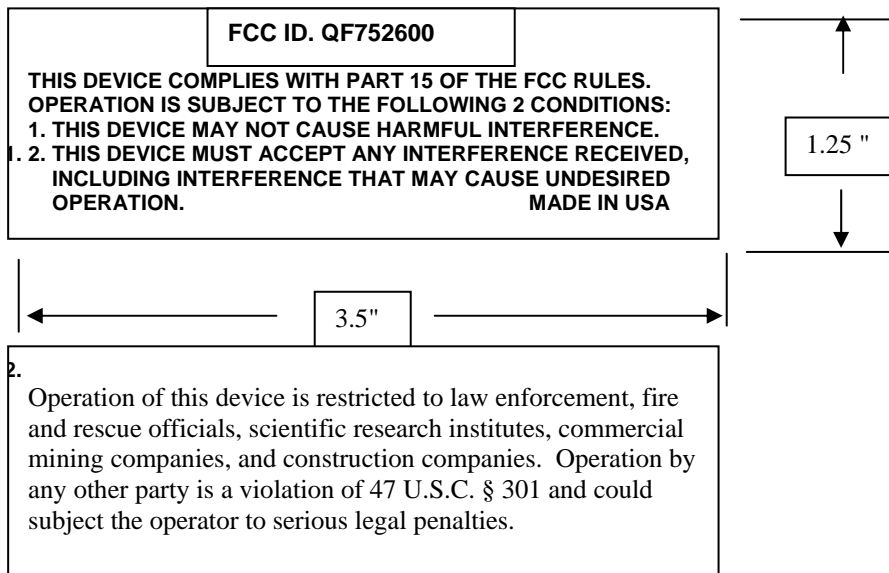 FCC ID. QF752600
THIS DEVICE COMPLIES WITH PART 15 OF THE FCC RULES.
OPERATION IS SUBJECT TO THE FOLLOWING 2 CONDITIONS:
1. THIS DEVICE MAY NOT CAUSE HARMFUL INTERFERENCE.
1. 2. THIS DEVICE MUST ACCEPT ANY INTERFERENCE RECEIVED,
INCLUDING INTERFERENCE THAT MAY CAUSE UNDESIRED
OPERATION. MADE IN USA
1.25 "
3.5"
2.
Operation of this device is restricted to law enforcement, fire
and rescue officials, scientific research institutes, commercial
mining companies, and construction companies. Operation by
any other party is a violation of 47 U.S.C. § 301 and could
subject the operator to serious legal penalties.